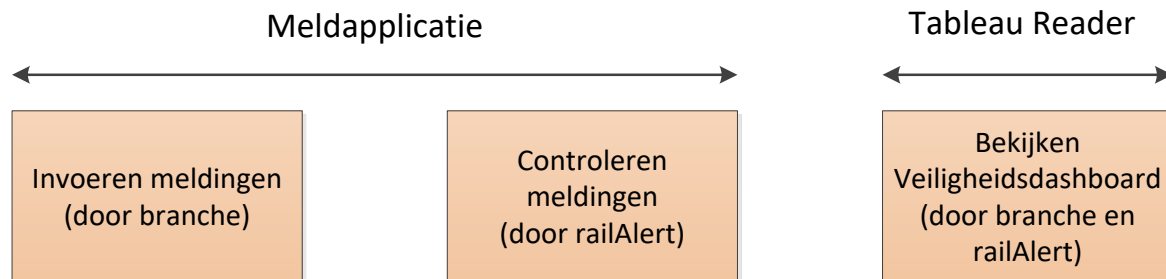 Meldapplicatie
Tableau Reader
Invoeren meldingen
(door branche)
Controleren
meldingen
(door railAlert)
Bekijken
Veiligheidsdashboard
(door branche en
railAlert)